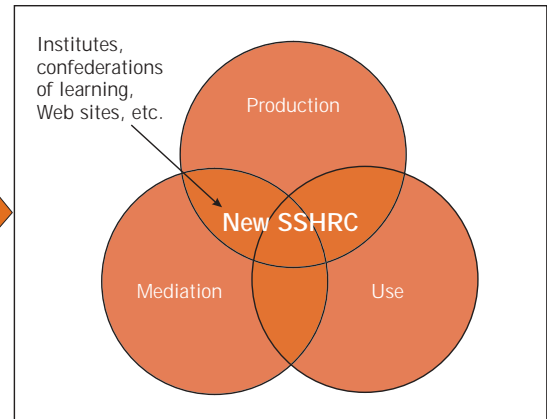 Institutes,
confederations
of learning,
Web sites, etc.
Production
New SSHRC
Mediation
Use